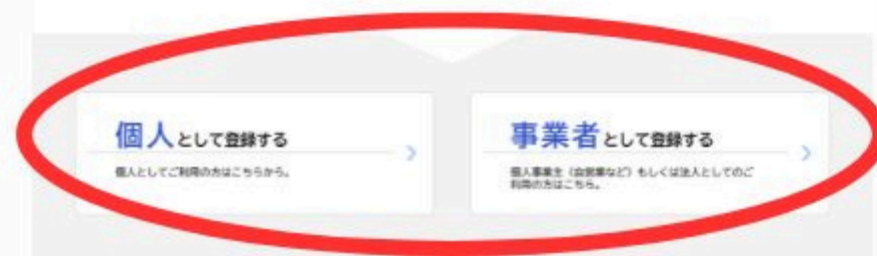 個人として登録する
個人としてご利用の方はこちらから。
事業者として登録する
個人事業主（自営業など）もしくは法人としてのご
利用の方はこちら。